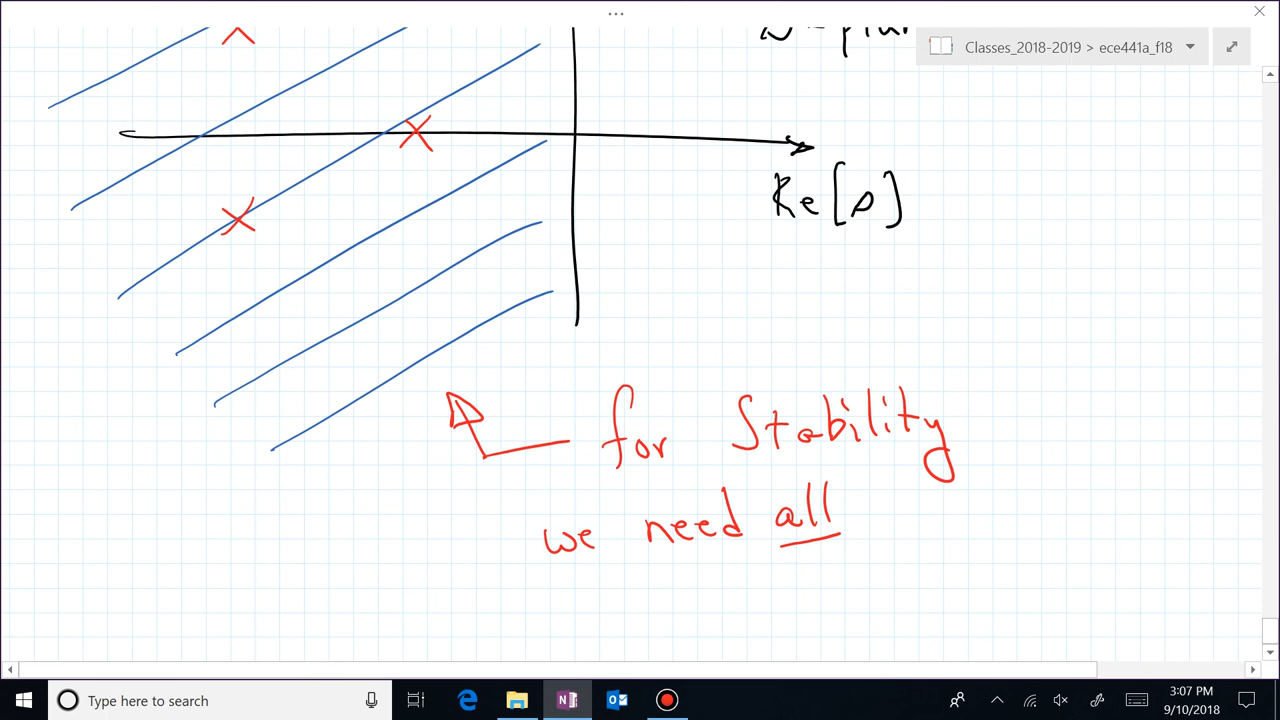 Classes_2018-2019 > ece441a_f18
Re[s]
for Stability
we need all
Type here to search
3:07 PM
9/10/2018